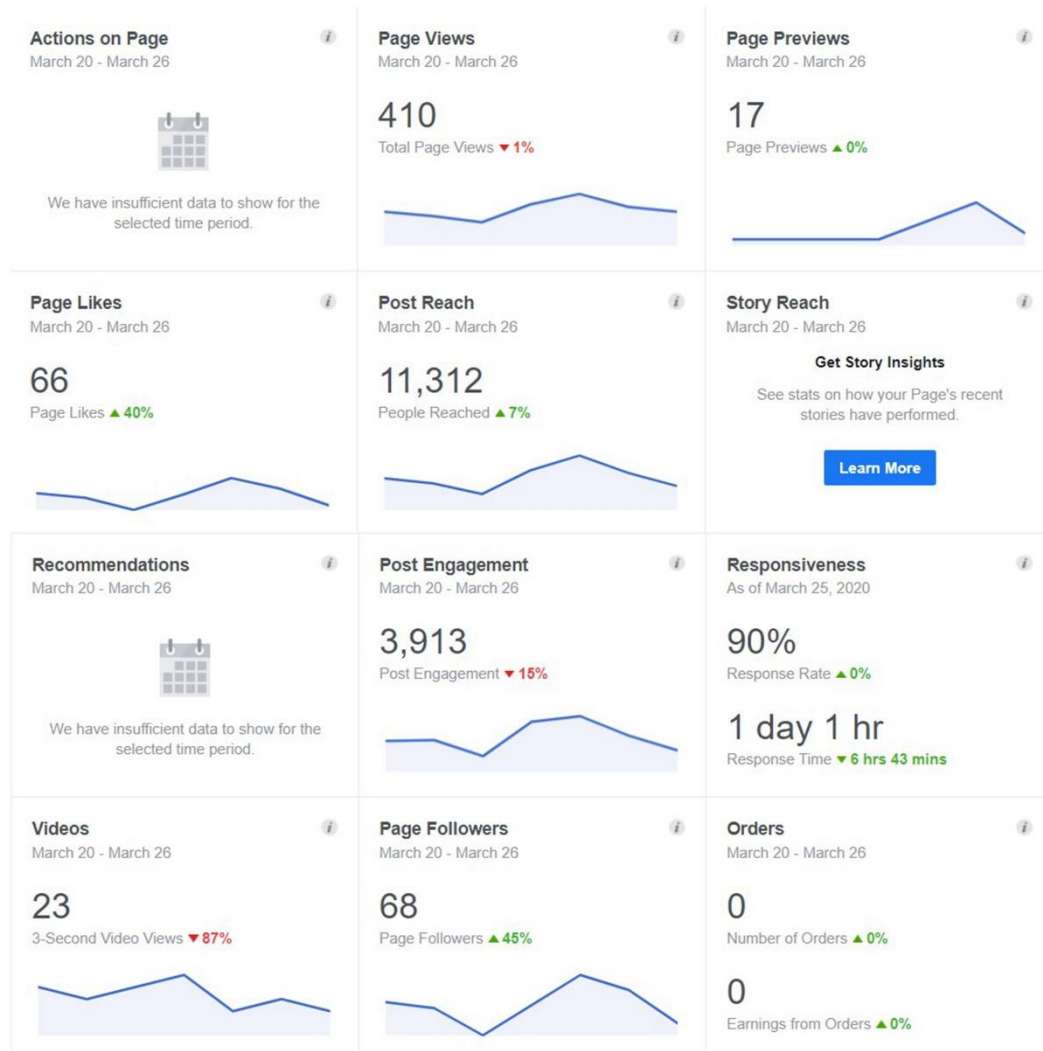 Actions on Page
March 20 - March 26
We have insufficient data to show for the
selected time period.
Page Views
March 20 - March 26
410
Total Page Views ▼ 1%
Page Previews
March 20 - March 26
17
Page Previews ▲ 0%
Page Likes
March 20 - March 26
66
Page Likes ▲ 40%
Post Reach
March 20 - March 26
11,312
People Reached ▲ 7%
Story Reach
March 20 - March 26
Get Story Insights
See stats on how your Page's recent
stories have performed.
Learn More
Recommendations
March 20 - March 26
We have insufficient data to show for the
selected time period.
Post Engagement
March 20 - March 26
3,913
Post Engagement ▼ 15%
Responsiveness
As of March 25, 2020
90%
Response Rate ▲ 0%
1 day 1 hr
Response Time ▼ 6 hrs 43 mins
Videos
March 20 - March 26
23
3-Second Video Views ▼ 87%
Page Followers
March 20 - March 26
68
Page Followers ▲ 45%
Orders
March 20 - March 26
0
Number of Orders ▲ 0%
0
Earnings from Orders ▲ 0%